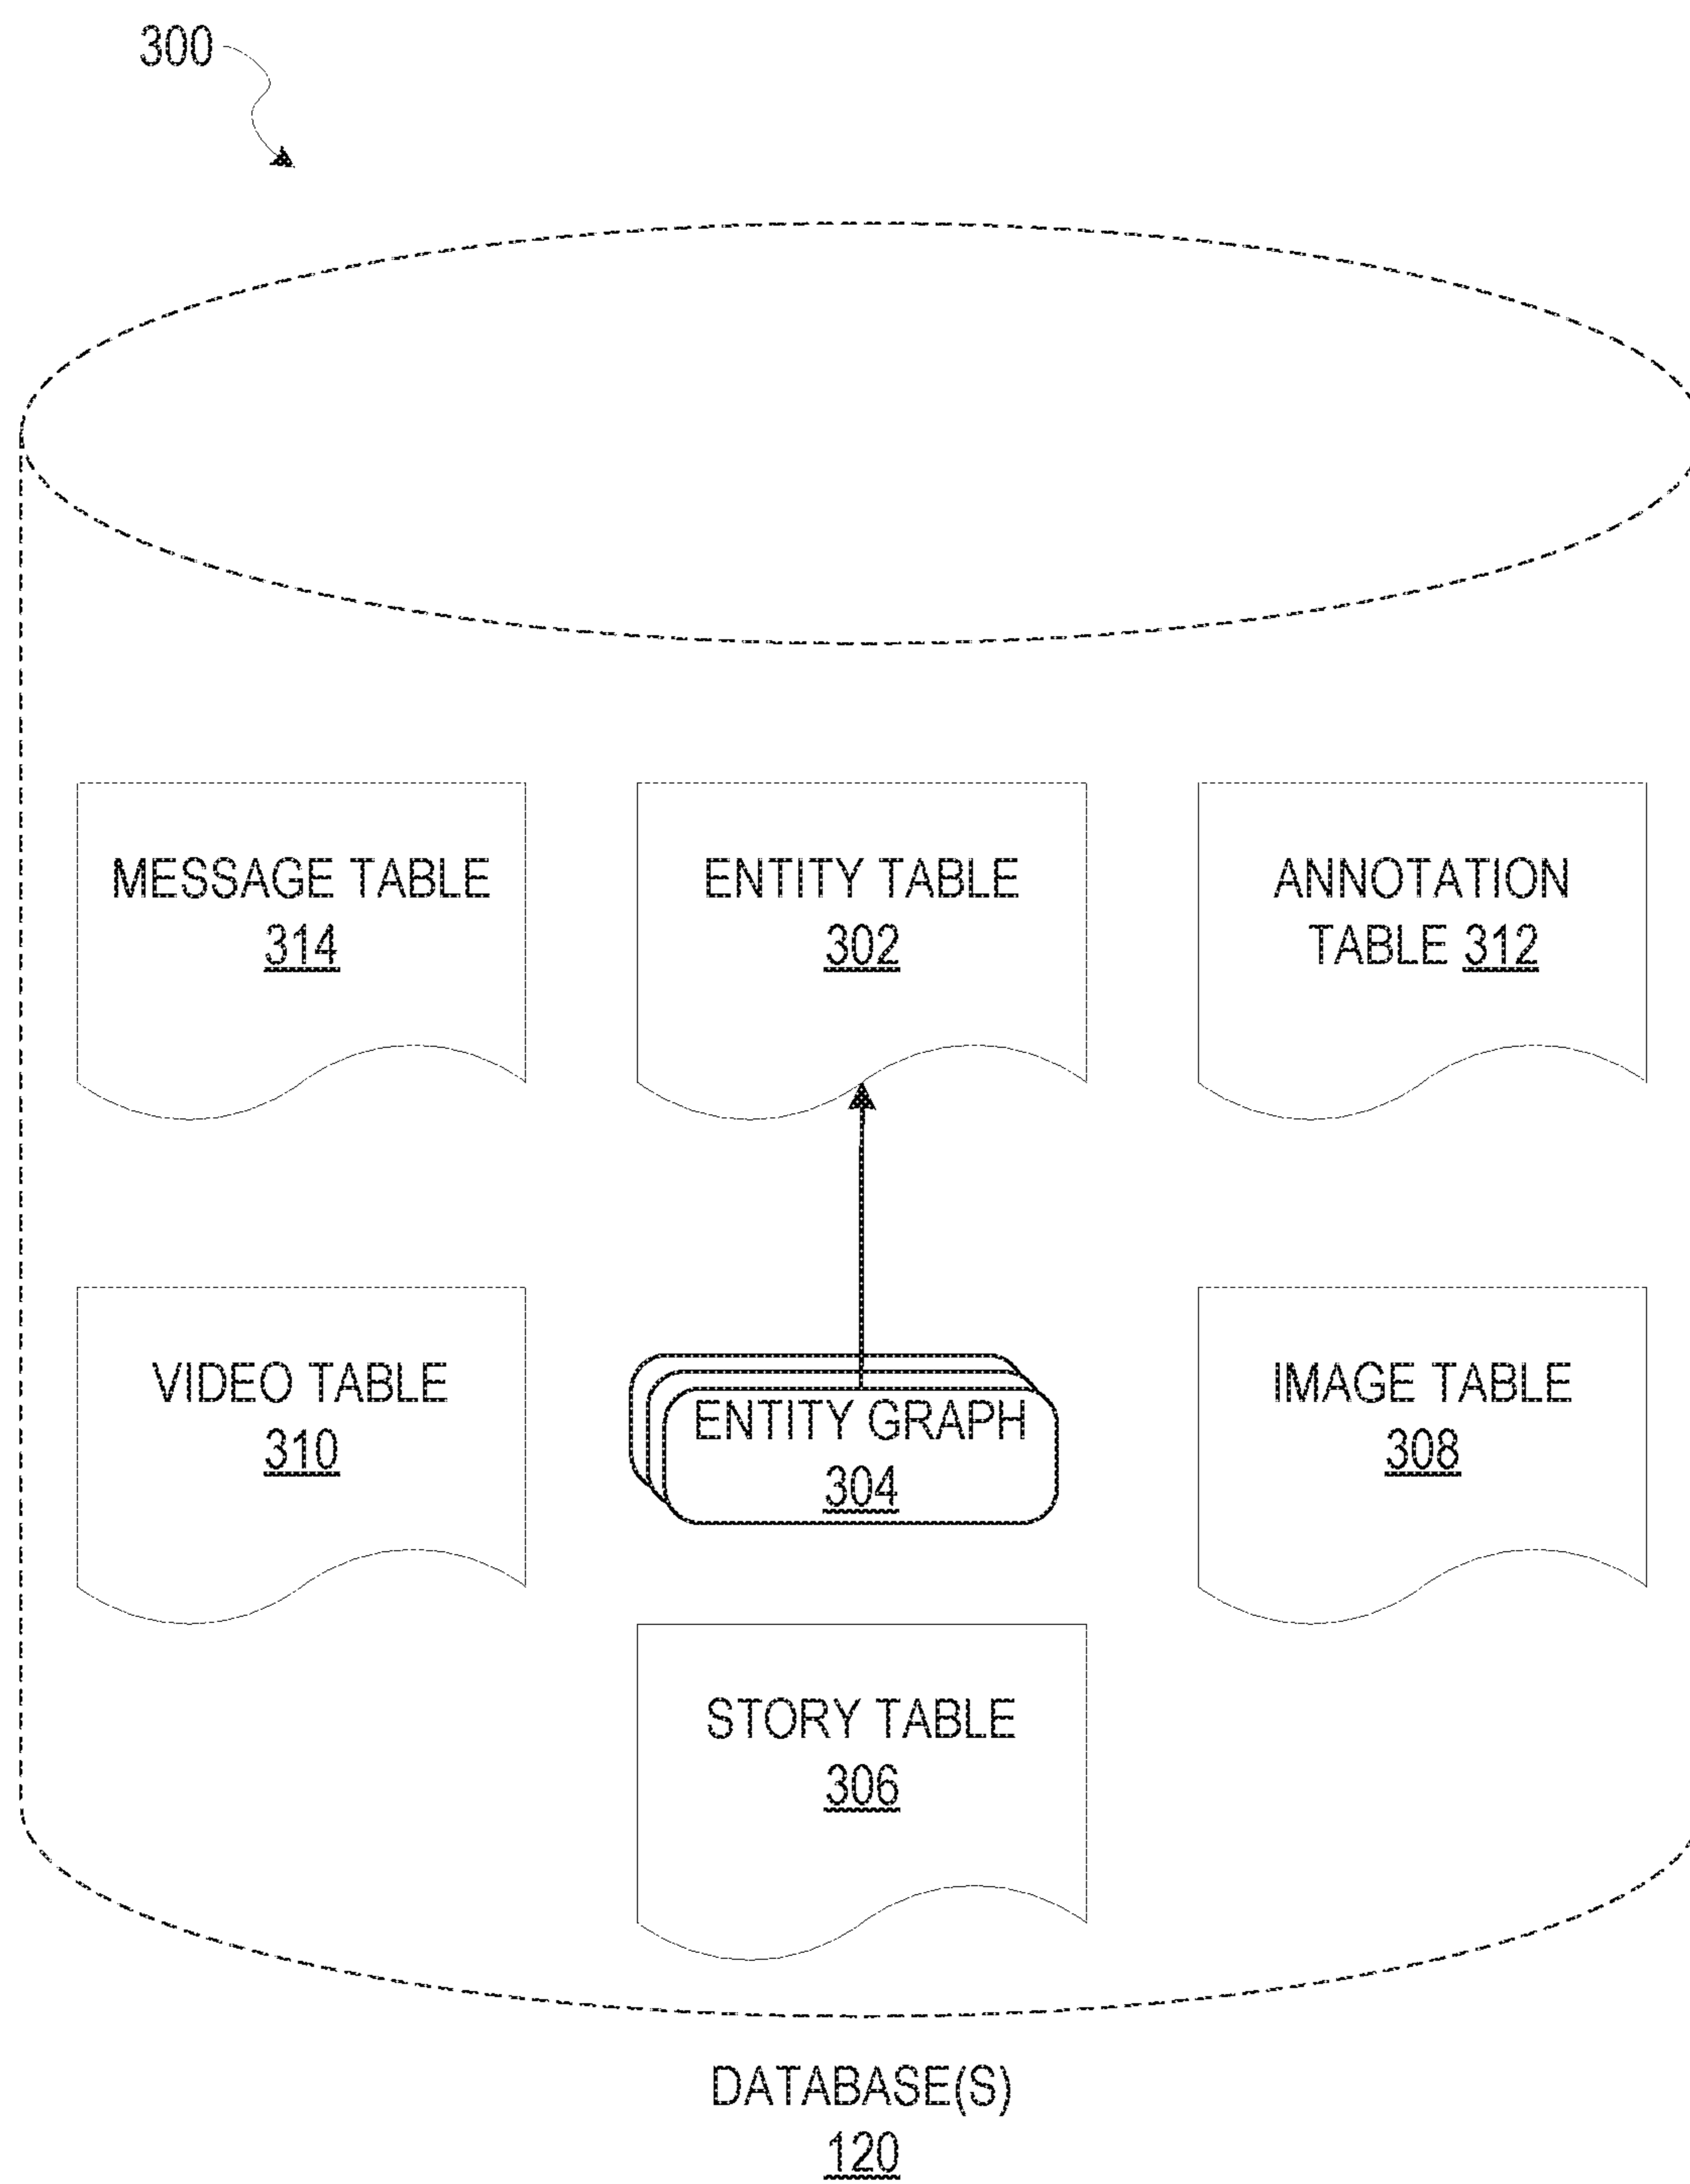 300
MESSAGE TABLE
314
ENTITY TABLE
302
ANNOTATION
TABLE 312
VIDEO TABLE
310
ENTITY GRAPH
304
IMAGE TABLE
308
STORY TABLE
306
DATABASE(S)
120